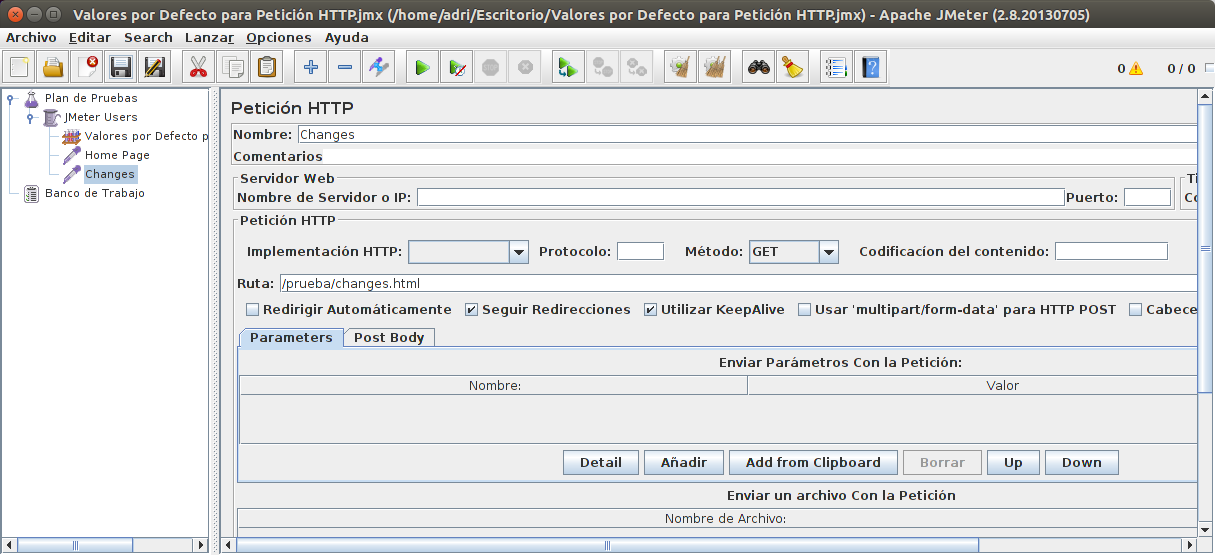 Valores por Defecto para Petición HTTP.jmx (/home/adri/Escritorio/Valores por Defecto para Petición HTTP.jmx) - Apache JMeter (2.8.20130705)
Archivo Editar Search Lanzar Opciones Ayuda
0 0 / 0
Plan de Pruebas
JMeter Users
Valores por Defecto p
Home Page
Changes
Banco de Trabajo
Petición HTTP
Nombre: Changes
Comentarios
Servidor Web Ti
Nombre de Servidor o IP: Puerto: Co
Petición HTTP
Implementación HTTP: Protocolo: Método: GET Codificacíon del contenido:
Ruta: /prueba/changes.html
Redirigir Automáticamente Seguir Redirecciones Utilizar KeepAlive Usar 'multipart/form-data' para HTTP POST Cabece
Parameters Post Body
Enviar Parámetros Con la Petición:
Nombre: Valor
Detail Añadir Add from Clipboard Borrar Up Down
Enviar un archivo Con la Petición
Nombre de Archivo: